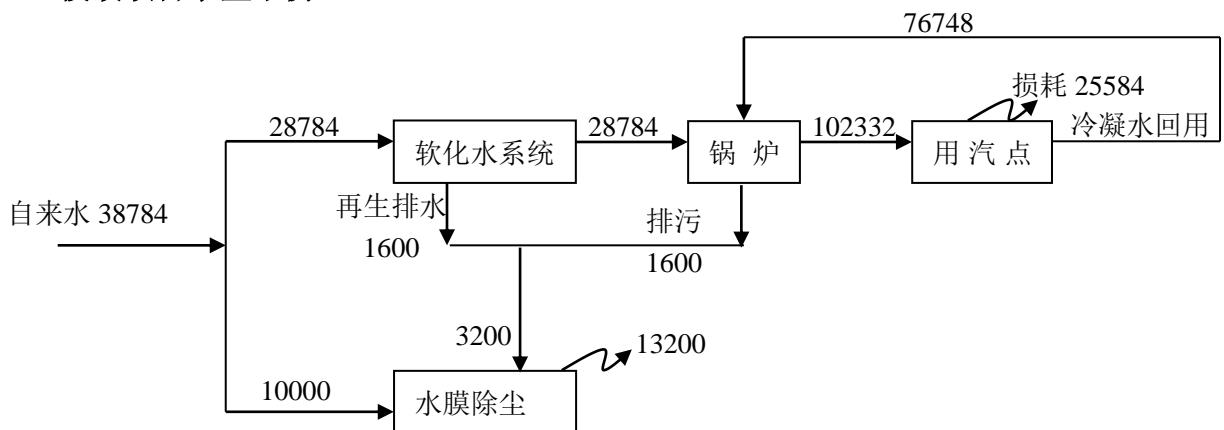 76748
损耗 25584
28784
28784
102332
冷凝水回用
软化水系统
锅 炉
用 汽 点
自来水 38784
再生排水
1600
排污
1600
3200
13200
10000
水膜除尘